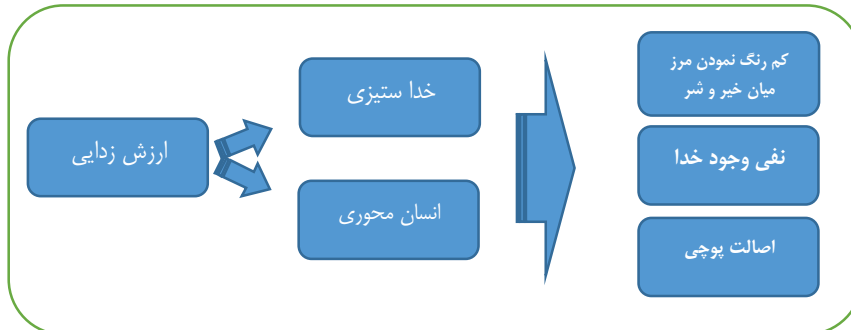 ارزش زدایی
خدا ستیزی
انسان محوری
کم رنگ نمودن مرز
میان خیر و شر
نفی وجود خدا
اصالت پوچی